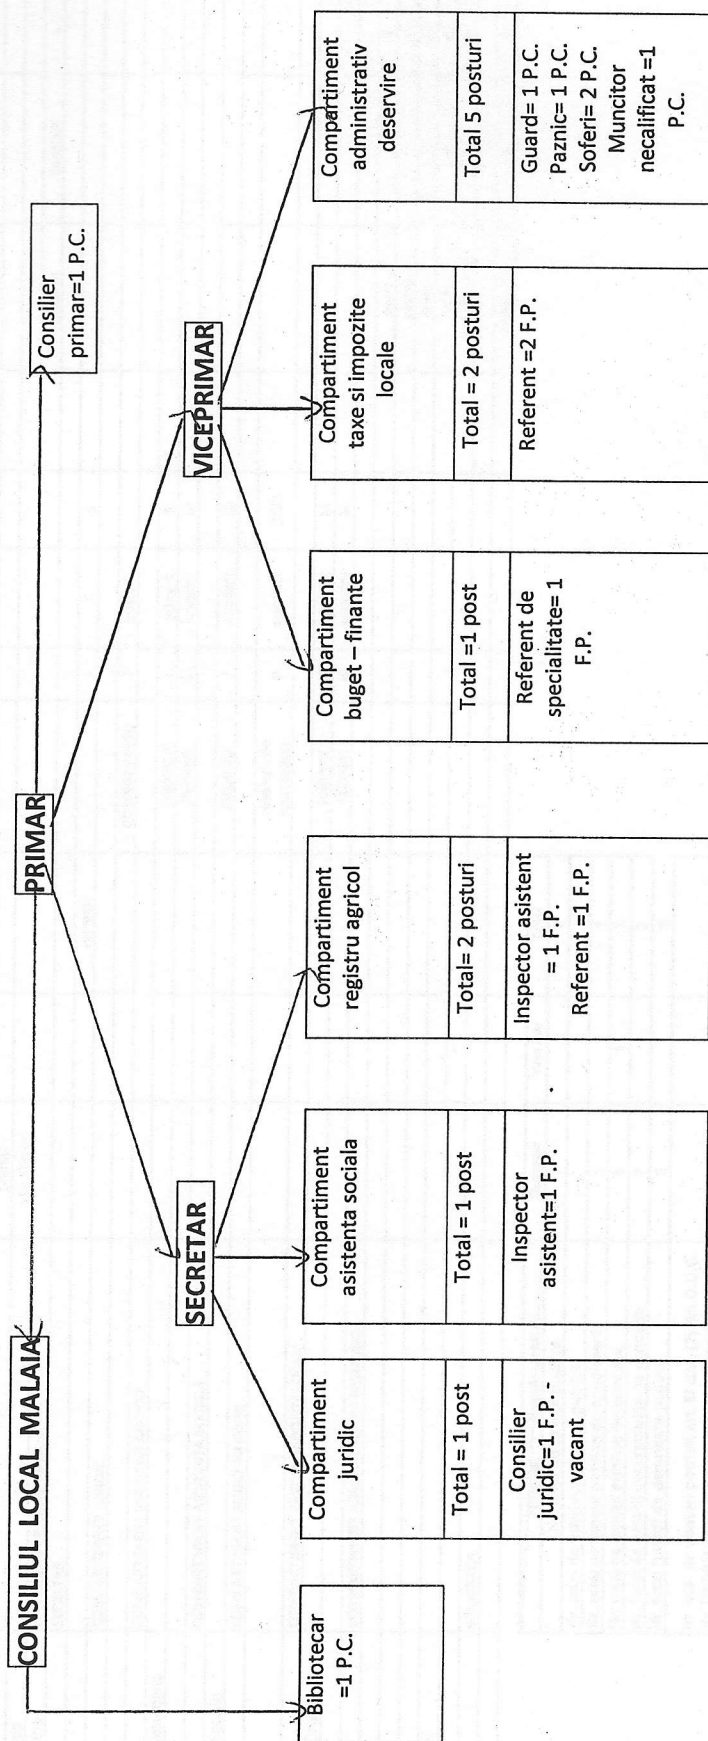 CONSILIUL LOCAL MALAIA
PRIMAR
Consilier
primar=1 P.C.
SECRETAR
VICEPRIMAR
Bibliotecar
=1 P.C.
Compartiment
juridic
Total = 1 post
Consilier
juridic=1 F.P. -
vacant
Compartiment
asistenta sociala
Total = 1 post
Inspector
asistent=1 F.P.
Compartiment
registru agricol
Total= 2 posturi
Inspector asistent
= 1 F.P.
Referent =1 F.P.
Compartiment
buget – finante
Total =1 post
Referent de
specialitate= 1
F.P.
Compartiment
taxe si impozite
locale
Total = 2 posturi
Referent =2 F.P.
Compartiment
administrativ
deservire
Total 5 posturi
Guard= 1 P.C.
Paznic= 1 P.C.
Soferi= 2 P.C.
Muncitor
necalificat =1
P.C.